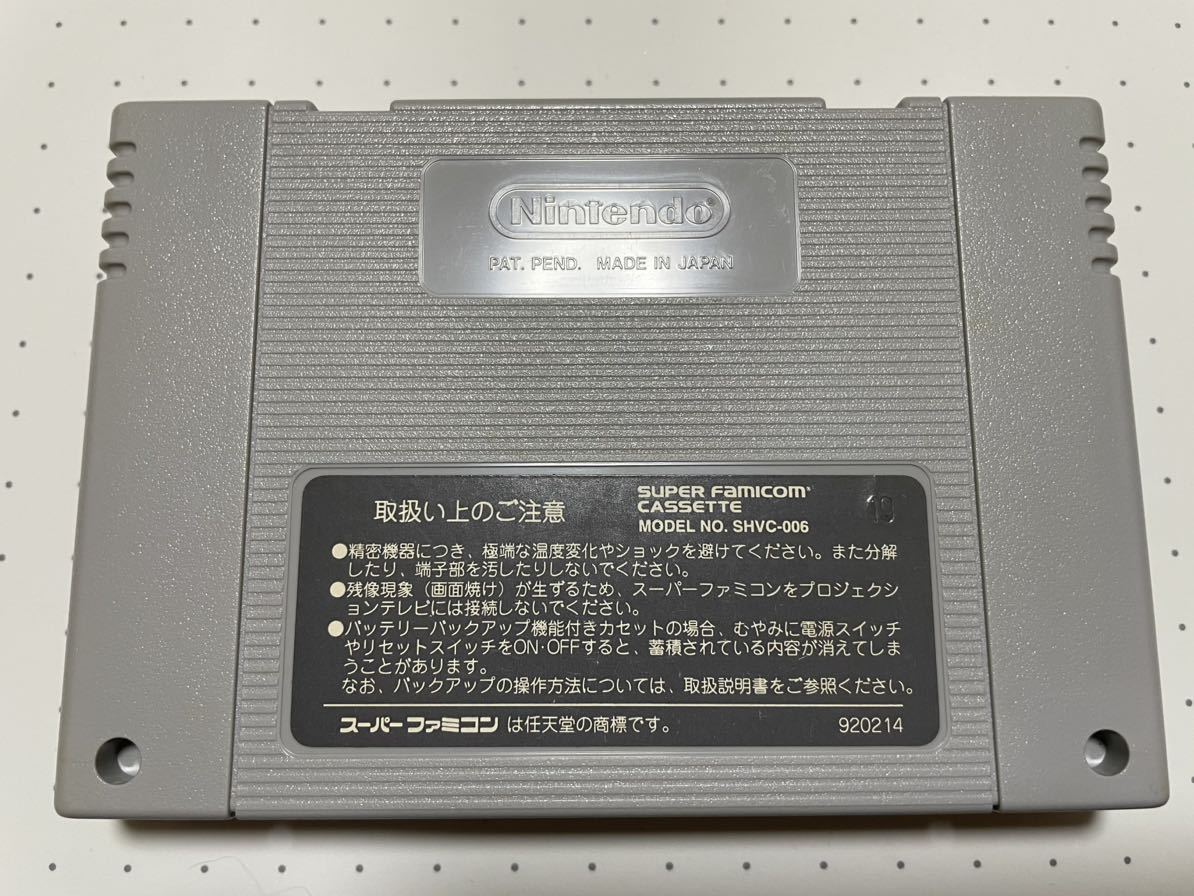 Nintendo®
PAT. PEND. MADE IN JAPAN
取扱い上のご注意
SUPER FAMICOM®
CASSETTE
MODEL NO. SHVC-006
19
●精密機器につき、極端な温度変化やショックを避けてください。また分解
したり、端子部を汚したりしないでください。
●残像現象（画面焼け）が生ずるため、スーパーファミコンをプロジェクシ
ョンテレビには接続しないでください。
●バッテリーバックアップ機能付きカセットの場合、むやみに電源スイッチ
やリセットスイッチをON・OFFすると、蓄積されている内容が消えてしま
うことがあります。
なお、バックアップの操作方法については、取扱説明書をご参照ください。
スーパーファミコンは任天堂の商標です。
920214